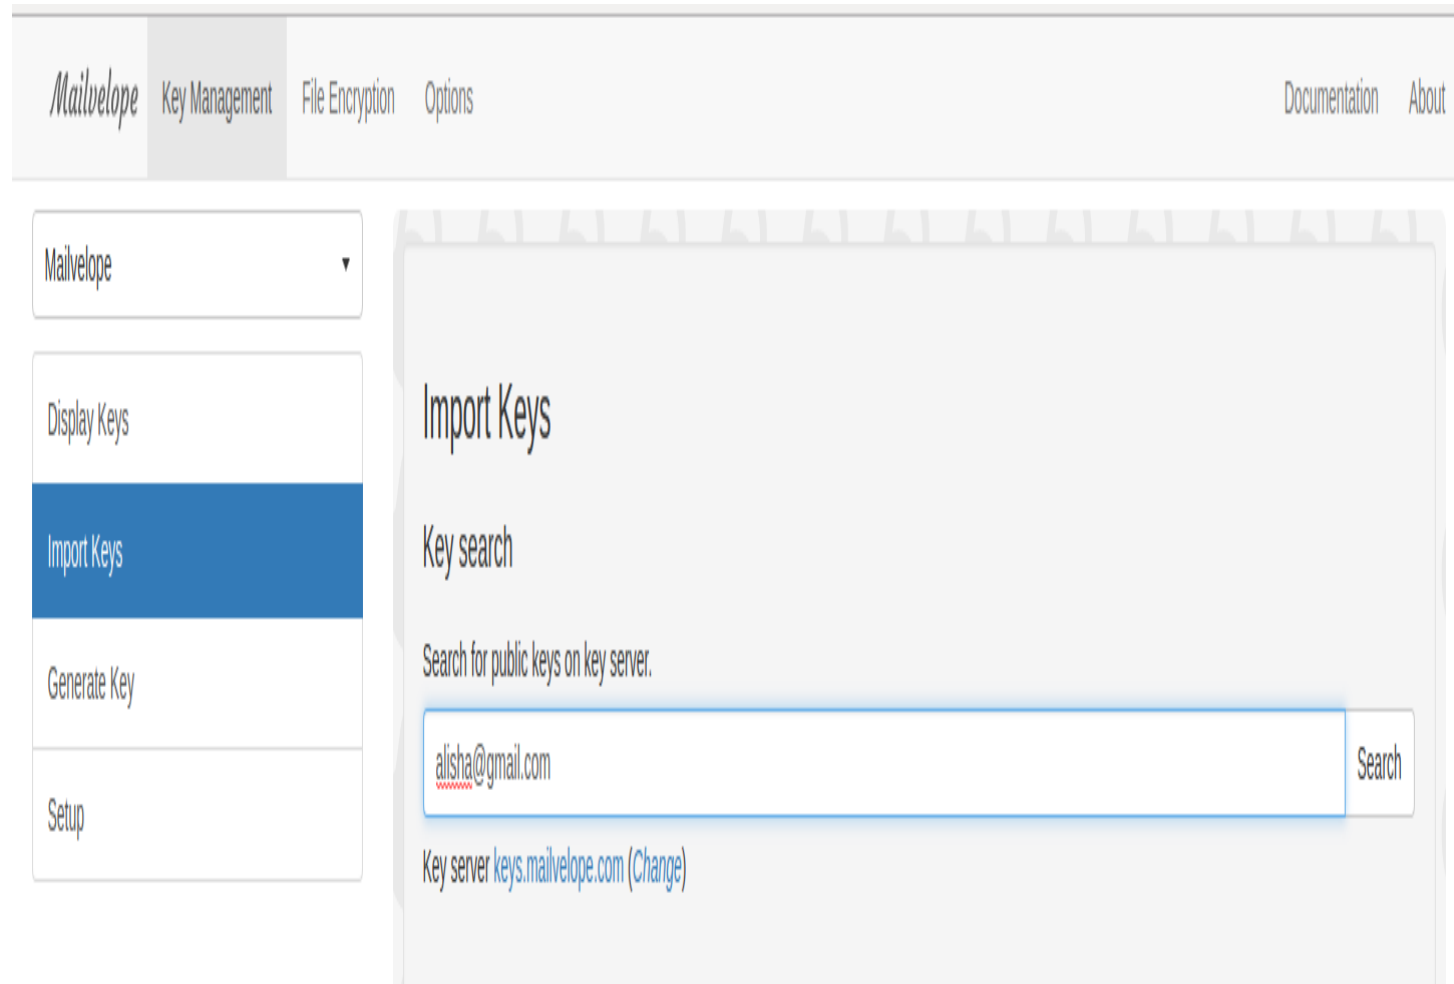 Mailvelope Key Management File Encryption Options Documentation About
Mailvelope
Display Keys
Import Keys
Generate Key
Setup
Import Keys
Key search
Search for public keys on key server.
alisha@gmail.com Search
Key server keys.mailvelope.com (Change)